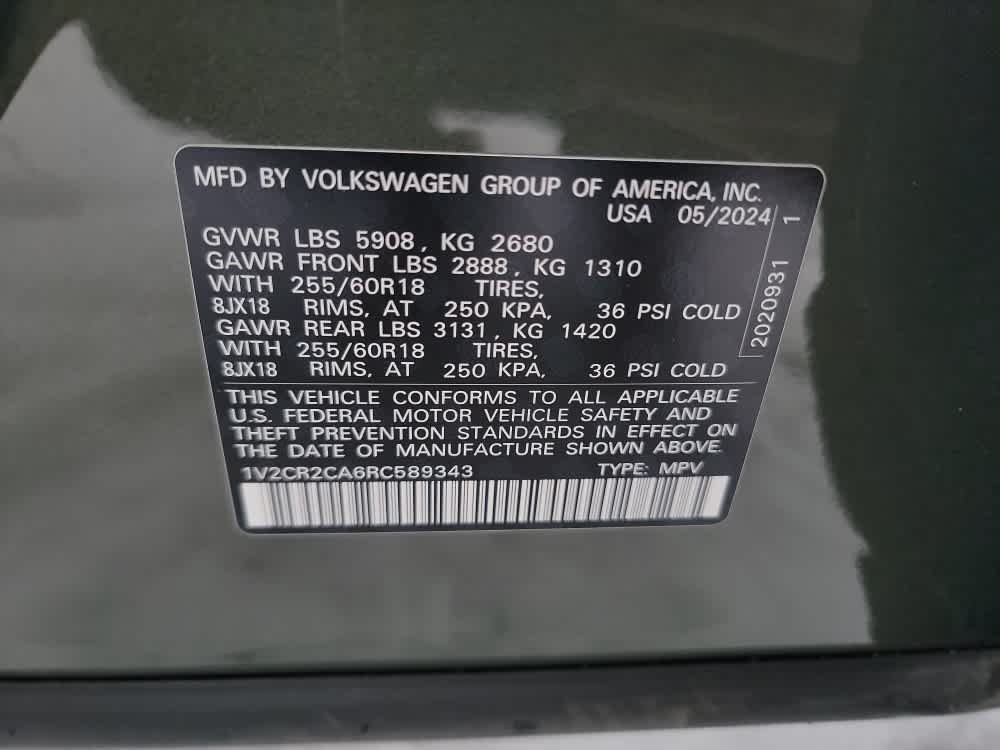 MFD BY VOLKSWAGEN GROUP OF AMERICA, INC.
USA 05/2024
GVWR LBS 5908, KG 2680
GAWR FRONT LBS 2888, KG 1310
WITH 255/60R18 TIRES,
8JX18 RIMS, AT 250 KPA, 36 PSI COLD
GAWR REAR LBS 3131, KG 1420
WITH 255/60R18 TIRES,
8JX18 RIMS, AT 250 KPA, 36 PSI COLD
2020931 1
THIS VEHICLE CONFORMS TO ALL APPLICABLE
U.S. FEDERAL MOTOR VEHICLE SAFETY AND
THEFT PREVENTION STANDARDS IN EFFECT ON
THE DATE OF MANUFACTURE SHOWN ABOVE.
1V2CR2CA6RC589343 TYPE: MPV